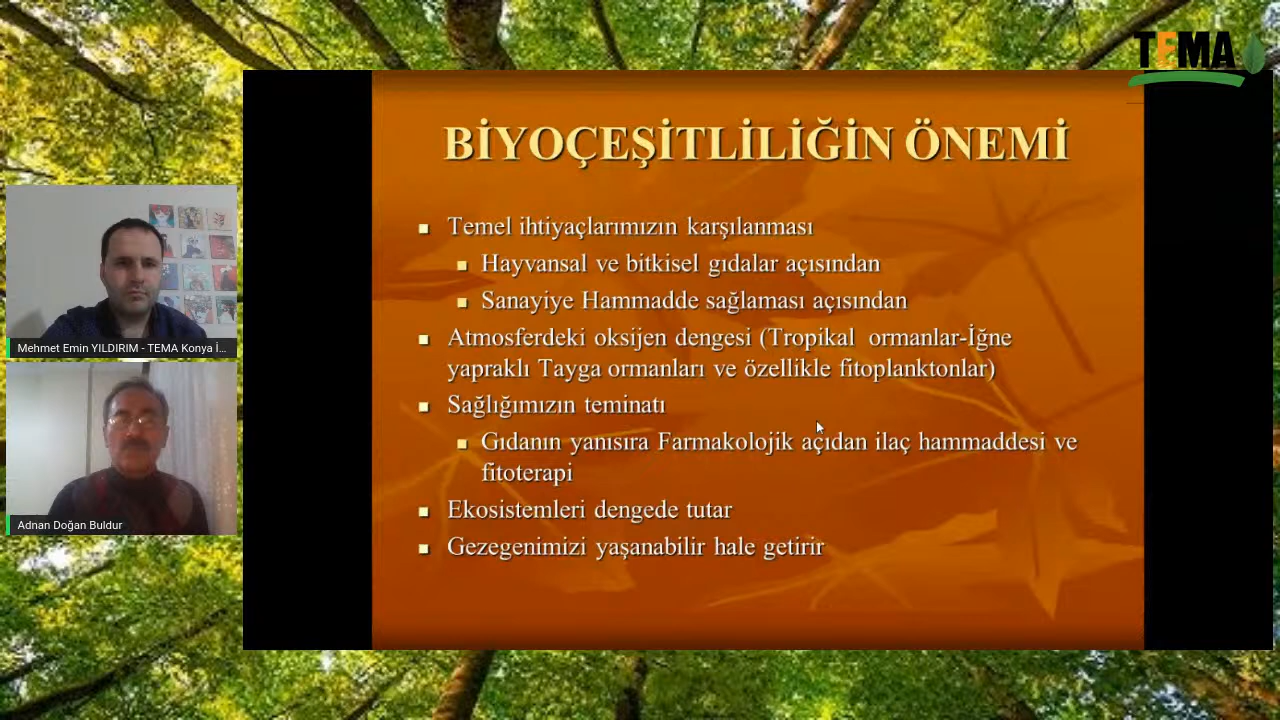 TEMA
BİYOÇEŞİTLİLİĞİN ÖNEMİ
Temel ihtiyaçlarımızın karşılanması
Hayvansal ve bitkisel gıdalar açısından
Sanayiye Hammadde sağlaması açısından
Atmosferdeki oksijen dengesi (Tropikal ormanlar-İğne
yapraklı Tayga ormanları ve özellikle fitoplanktonlar)
Sağlığımızın teminatı
Gıdanın yanısıra Farmakolojik açıdan ilaç hammaddesi ve
fitoterapi
Ekosistemleri dengede tutar
Gezegenimizi yaşanabilir hale getirir
Mehmet Emin YILDIRIM - TEMA Konya İ...
Adnan Doğan Buldur